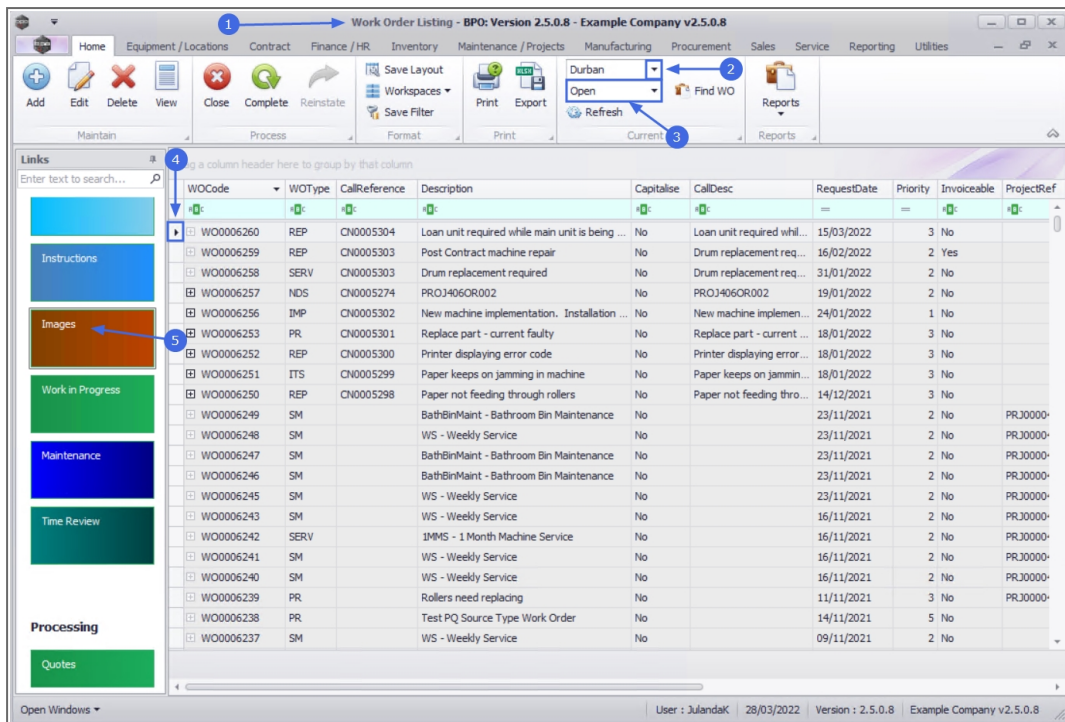 Work Order Listing - BPO: Version 2.5.0.8 - Example Company v2.5.0.8
1
Home Equipment / Locations Contract Finance / HR Inventory Maintenance / Projects Manufacturing Procurement Sales Service Reporting Utilities
Add Edit Delete View
Maintain
Close Complete Reinstate
Process
Save Layout
Workspaces
Save Filter
Format
Print Export
Print
Durban
2
Open
Find WO
Refresh
3
Current
Reports
Reports
Links
4
Enter text to search...
Instructions
Images
5
Work in Progress
Maintenance
Time Review
Processing
Quotes
a column header here to group by that column
WOCode WOType CallReference Description Capitalise CallDesc RequestDate Priority Invoiceable ProjectRef
WO0006260 REP CN0005304 Loan unit required while main unit is being ... No Loan unit required whil... 15/03/2022 3 No
WO0006259 REP CN0005303 Post Contract machine repair No Drum replacement req... 16/02/2022 2 Yes
WO0006258 SERV CN0005303 Drum replacement required No Drum replacement req... 31/01/2022 2 No
WO0006257 NDS CN0005274 PROJ406OR002 No PROJ406OR002 19/01/2022 2 No
WO0006256 IMP CN0005302 New machine implementation. Installation ... No New machine implemen... 24/01/2022 1 No
WO0006253 PR CN0005301 Replace part - current faulty No Replace part - current ... 18/01/2022 3 No
WO0006252 REP CN0005300 Printer displaying error code No Printer displaying error... 18/01/2022 3 No
WO0006251 ITS CN0005299 Paper keeps on jamming in machine No Paper keeps on jammin... 18/01/2022 3 No
WO0006250 REP CN0005298 Paper not feeding through rollers No Paper not feeding thro... 14/12/2021 3 No
WO0006249 SM BathBinMaint - Bathroom Bin Maintenance No 23/11/2021 2 No PRJ0000
WO0006248 SM WS - Weekly Service No 23/11/2021 2 No PRJ0000
WO0006247 SM BathBinMaint - Bathroom Bin Maintenance No 23/11/2021 2 No PRJ0000
WO0006246 SM BathBinMaint - Bathroom Bin Maintenance No 23/11/2021 2 No PRJ0000
WO0006245 SM WS - Weekly Service No 23/11/2021 2 No PRJ0000
WO0006243 SM WS - Weekly Service No 16/11/2021 2 No PRJ0000
WO0006242 SERV 1MMS - 1 Month Machine Service No 16/11/2021 2 No PRJ0000
WO0006241 SM WS - Weekly Service No 16/11/2021 2 No PRJ0000
WO0006240 SM WS - Weekly Service No 16/11/2021 2 No PRJ0000
WO0006239 PR Rollers need replacing No 11/11/2021 3 No PRJ0000
WO0006238 PR Test PQ Source Type Work Order No 14/11/2021 5 No
WO0006237 SM WS - Weekly Service No 09/11/2021 2 No
Open Windows User : JulandaK 28/03/2022 Version : 2.5.0.8 Example Company v2.5.0.8